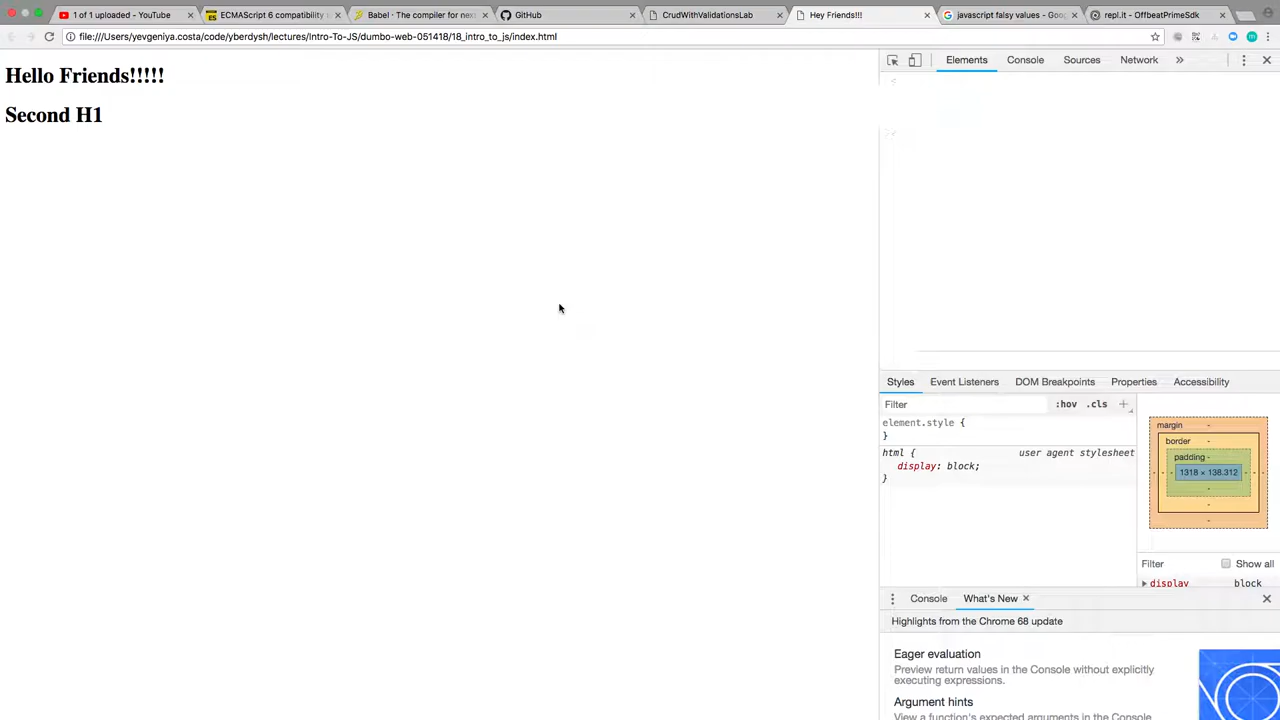 1 of 1 uploaded - YouTube
ECMAScript 6 compatibility
Babel · The compiler for nex
GitHub
CrudWithValidationsLab
Hey Friends!!!
javascript falsy values - Goo
repl.it - OffbeatPrimeSdk
file:///Users/yevgeniya.costa/code/yberdysh/lectures/Intro-To-JS/dumbo-web-051418/18_intro_to_js/index.html
Hello Friends!!!!!
Second H1
Elements Console Sources Network »
Styles Event Listeners DOM Breakpoints Properties Accessibility
Filter :hov .cls +
element.style {
}
html { user agent stylesheet
display: block;
}
margin -
border -
padding -
1318 × 138.312
Filter Show all
display block
Console What's New ×
Highlights from the Chrome 68 update
Eager evaluation
Preview return values in the Console without explicitly
executing expressions.
Argument hints
View a function's expected arguments in the Console